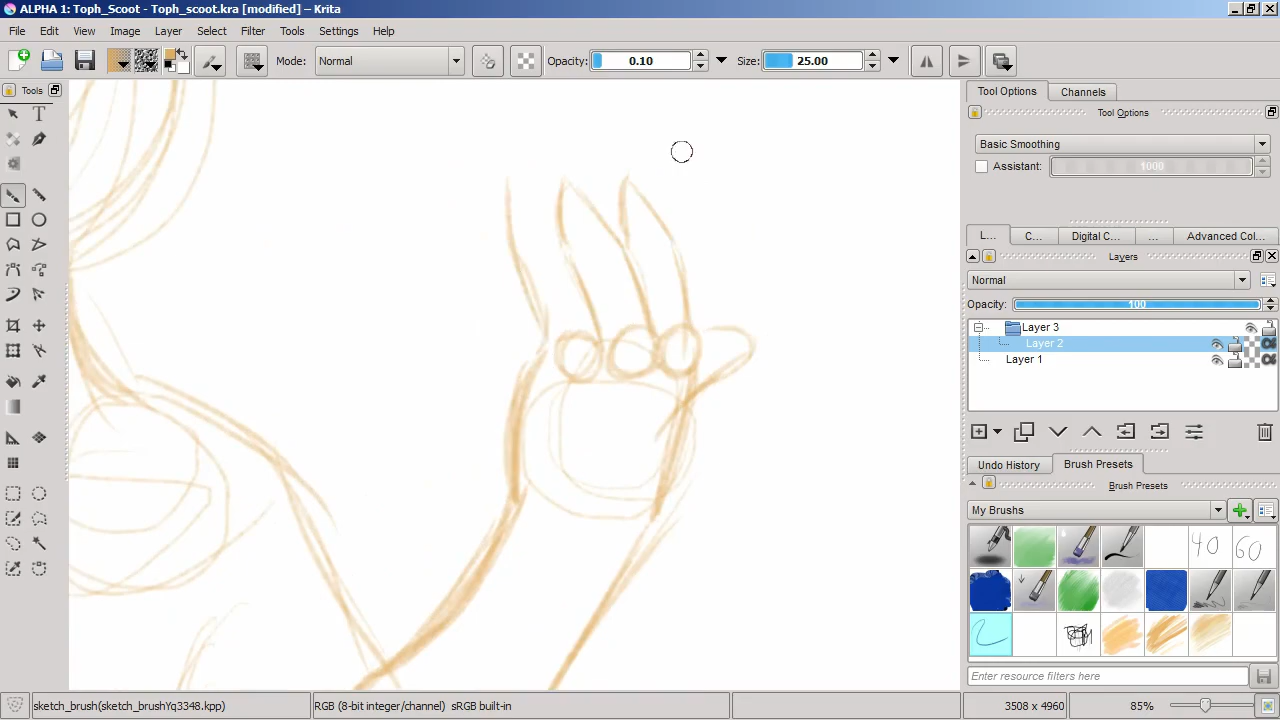 ALPHA 1: Toph_Scoot - Toph_scoot.kra [modified] – Krita
File Edit View Image Layer Select Filter Tools Settings Help
Mode: Normal Opacity: 0.10 Size: 25.00
Tools
T
Tool Options Channels
Tool Options
Basic Smoothing
Assistant: 1000
L... C... Digital C... ... Advanced Col...
Layers
Normal
Opacity: 100
Layer 3
Layer 2
Layer 1
Undo History Brush Presets
Brush Presets
My Brushs
40 60
Enter resource filters here
sketch_brush(sketch_brushYq3348.kpp) RGB (8-bit integer/channel) sRGB built-in 3508 x 4960 85%